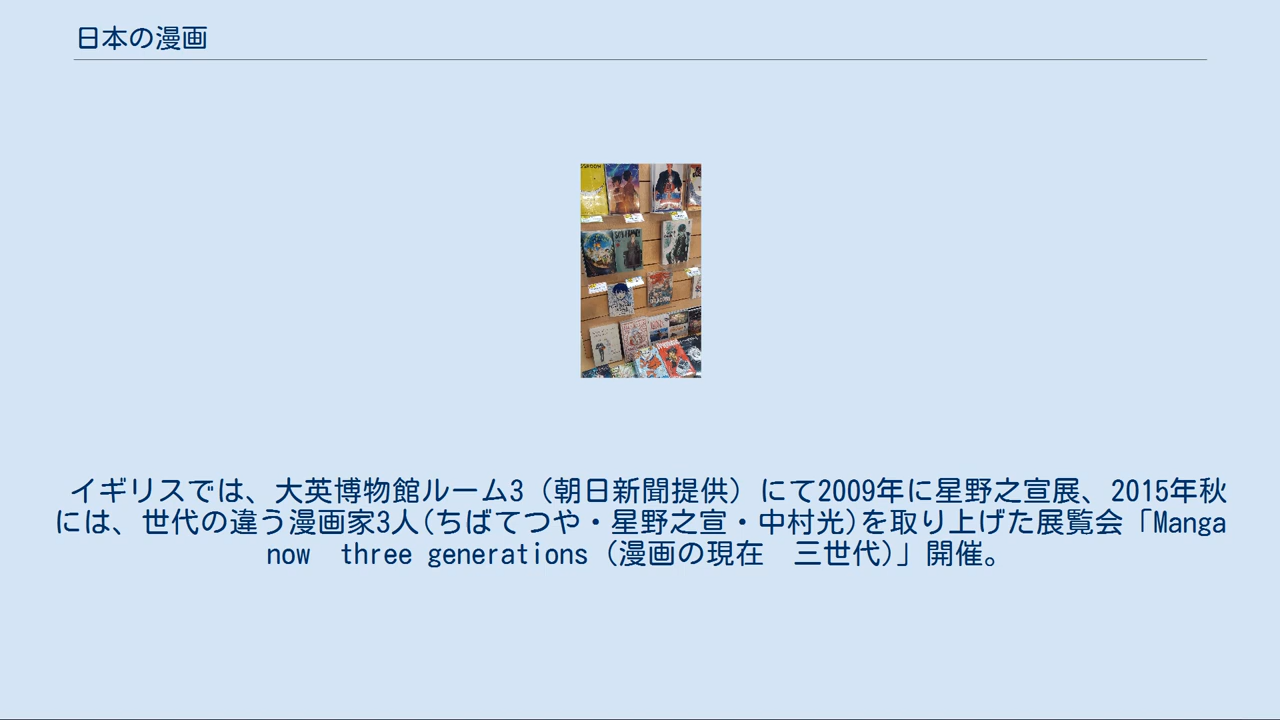 日本の漫画
イギリスでは、大英博物館ルーム3（朝日新聞提供）にて2009年に星野之宣展、2015年秋
には、世代の違う漫画家3人(ちばてつや・星野之宣・中村光)を取り上げた展覧会「Manga
now　three generations（漫画の現在　三世代)」開催。